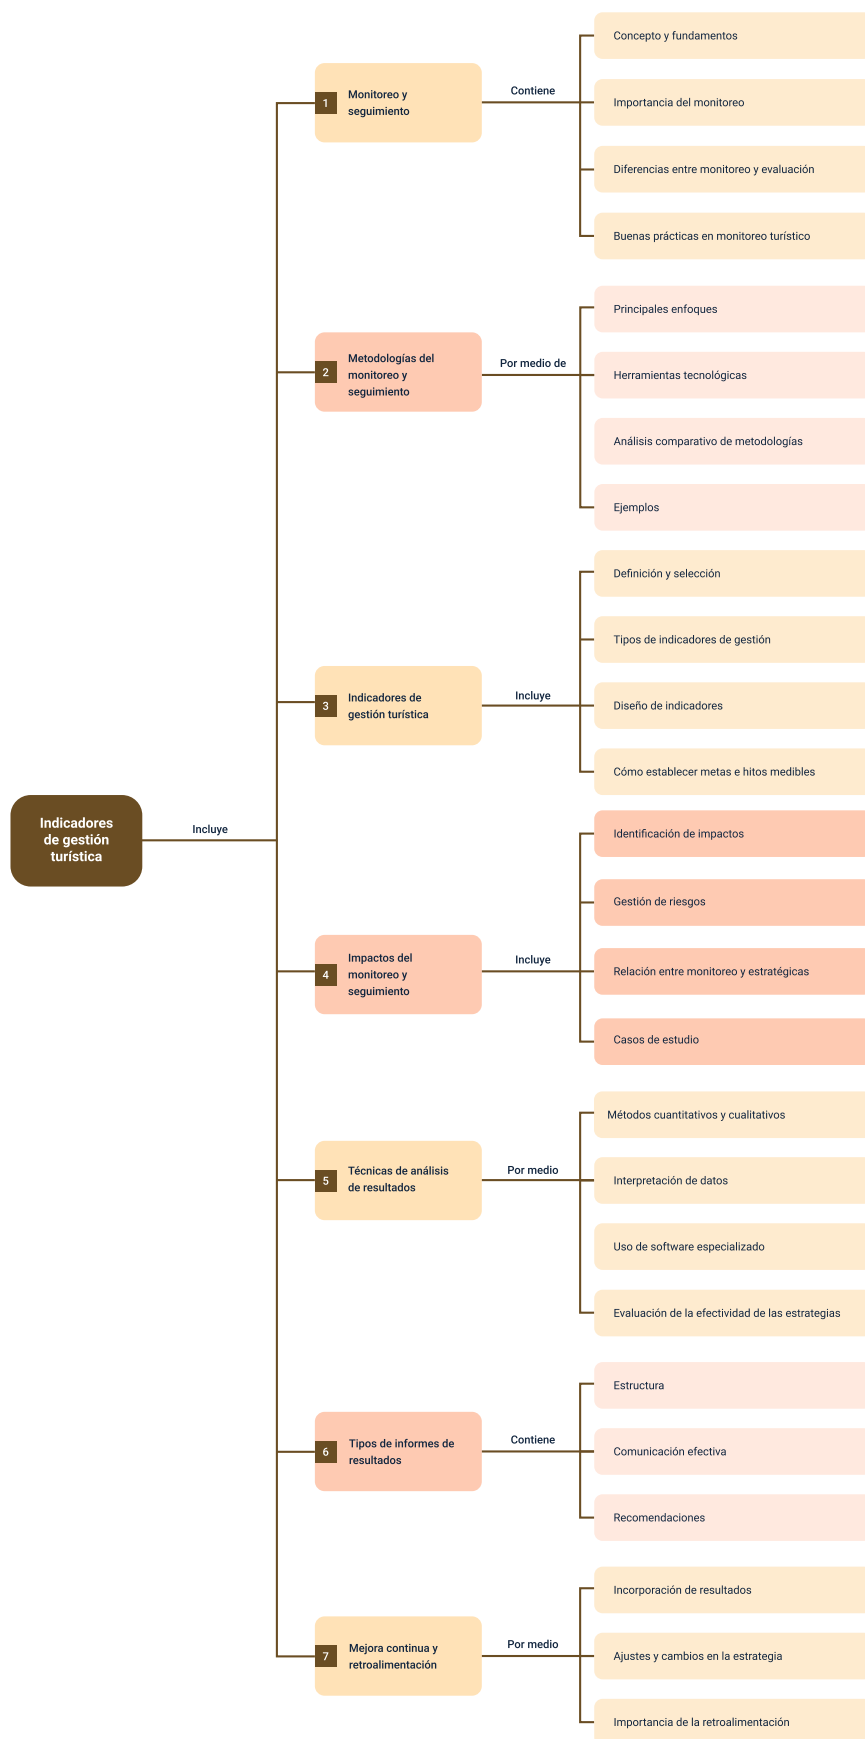 Indicadores
de gestión
turística
Incluye
1
Monitoreo y
seguimiento
Contiene
Concepto y fundamentos
Importancia del monitoreo
Diferencias entre monitoreo y evaluación
Buenas prácticas en monitoreo turístico
2
Metodologías del
monitoreo y
seguimiento
Por medio de
Principales enfoques
Herramientas tecnológicas
Análisis comparativo de metodologías
Ejemplos
3
Indicadores de
gestión turística
Incluye
Definición y selección
Tipos de indicadores de gestión
Diseño de indicadores
Cómo establecer metas e hitos medibles
4
Impactos del
monitoreo y
seguimiento
Incluye
Identificación de impactos
Gestión de riesgos
Relación entre monitoreo y estratégicas
Casos de estudio
5
Técnicas de análisis
de resultados
Por medio
Métodos cuantitativos y cualitativos
Interpretación de datos
Uso de software especializado
Evaluación de la efectividad de las estrategias
6
Tipos de informes de
resultados
Contiene
Estructura
Comunicación efectiva
Recomendaciones
7
Mejora continua y
retroalimentación
Por medio
Incorporación de resultados
Ajustes y cambios en la estrategia
Importancia de la retroalimentación